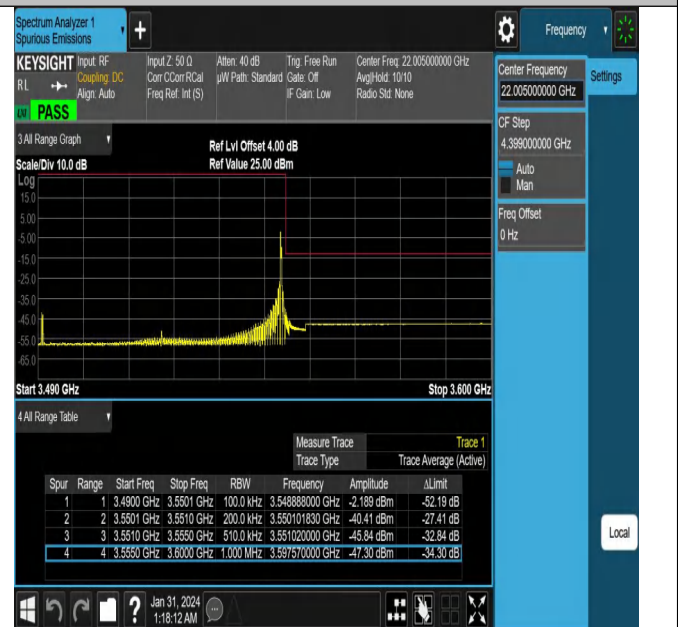 Spectrum Analyzer 1
Spurious Emissions
+
Frequency
KEYSIGHT Input: RF Input Z: 50 Ω Atten: 40 dB Trig: Free Run Center Freq: 22.005000000 GHz
RL Coupling: DC Corr CCorr RCal µW Path: Standard Gate: Off Avg|Hold: 10/10
Align: Auto Freq Ref: Int (S) IF Gain: Low Radio Std: None
PASS
Center Frequency
22.005000000 GHz
Settings
CF Step
4.399000000 GHz
Auto
Man
Freq Offset
0 Hz
3 All Range Graph
Ref Lvl Offset 4.00 dB
Scale/Div 10.0 dB Ref Value 25.00 dBm
Log
15.0
5.00
-5.00
-15.0
-25.0
-35.0
-45.0
-55.0
-65.0
Start 3.490 GHz Stop 3.600 GHz
4 All Range Table
Measure Trace Trace 1
Trace Type Trace Average (Active)
Spur Range Start Freq Stop Freq RBW Frequency Amplitude ΔLimit
1 1 3.4900 GHz 3.5501 GHz 100.0 kHz 3.548888000 GHz -2.189 dBm -52.19 dB
2 2 3.5501 GHz 3.5510 GHz 200.0 kHz 3.550101830 GHz -40.41 dBm -27.41 dB
3 3 3.5510 GHz 3.5550 GHz 510.0 kHz 3.551020000 GHz -45.84 dBm -32.84 dB
4 4 3.5550 GHz 3.6000 GHz 1.000 MHz 3.597570000 GHz -47.30 dBm -34.30 dB
Local
?
Jan 31, 2024
1:18:12 AM